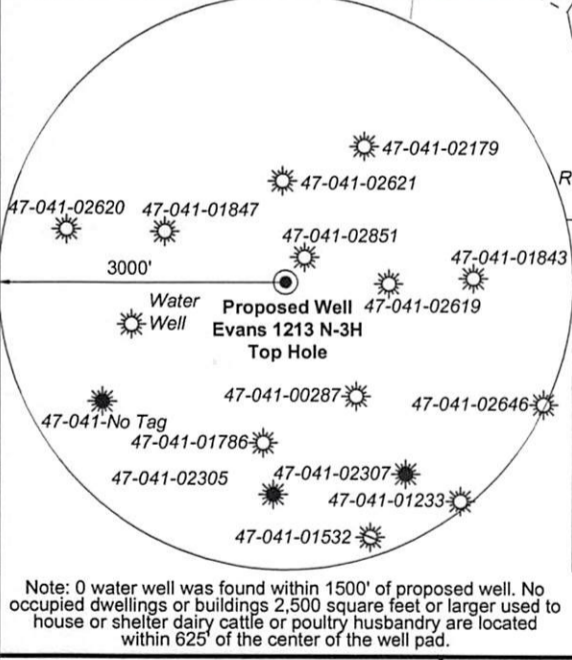 47-041-02179
47-041-02621
R
47-041-02620 47-041-01847
47-041-02851
47-041-01843
3000'
Water
Well
Proposed Well
Evans 1213 N-3H
Top Hole
47-041-02619
47-041-00287
47-041-02646
47-041-No Tag
47-041-01786
47-041-02305
47-041-02307
47-041-01233
47-041-01532
Note: 0 water well was found within 1500' of proposed well. No
occupied dwellings or buildings 2,500 square feet or larger used to
house or shelter dairy cattle or poultry husbandry are located
within 625' of the center of the well pad.